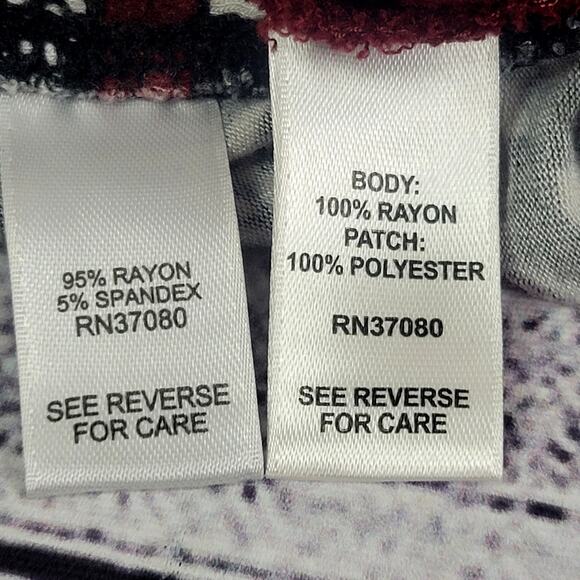 95% RAYON
5% SPANDEX
RN37080
SEE REVERSE
FOR CARE
BODY:
100% RAYON
PATCH:
100% POLYESTER
RN37080
SEE REVERSE
FOR CARE